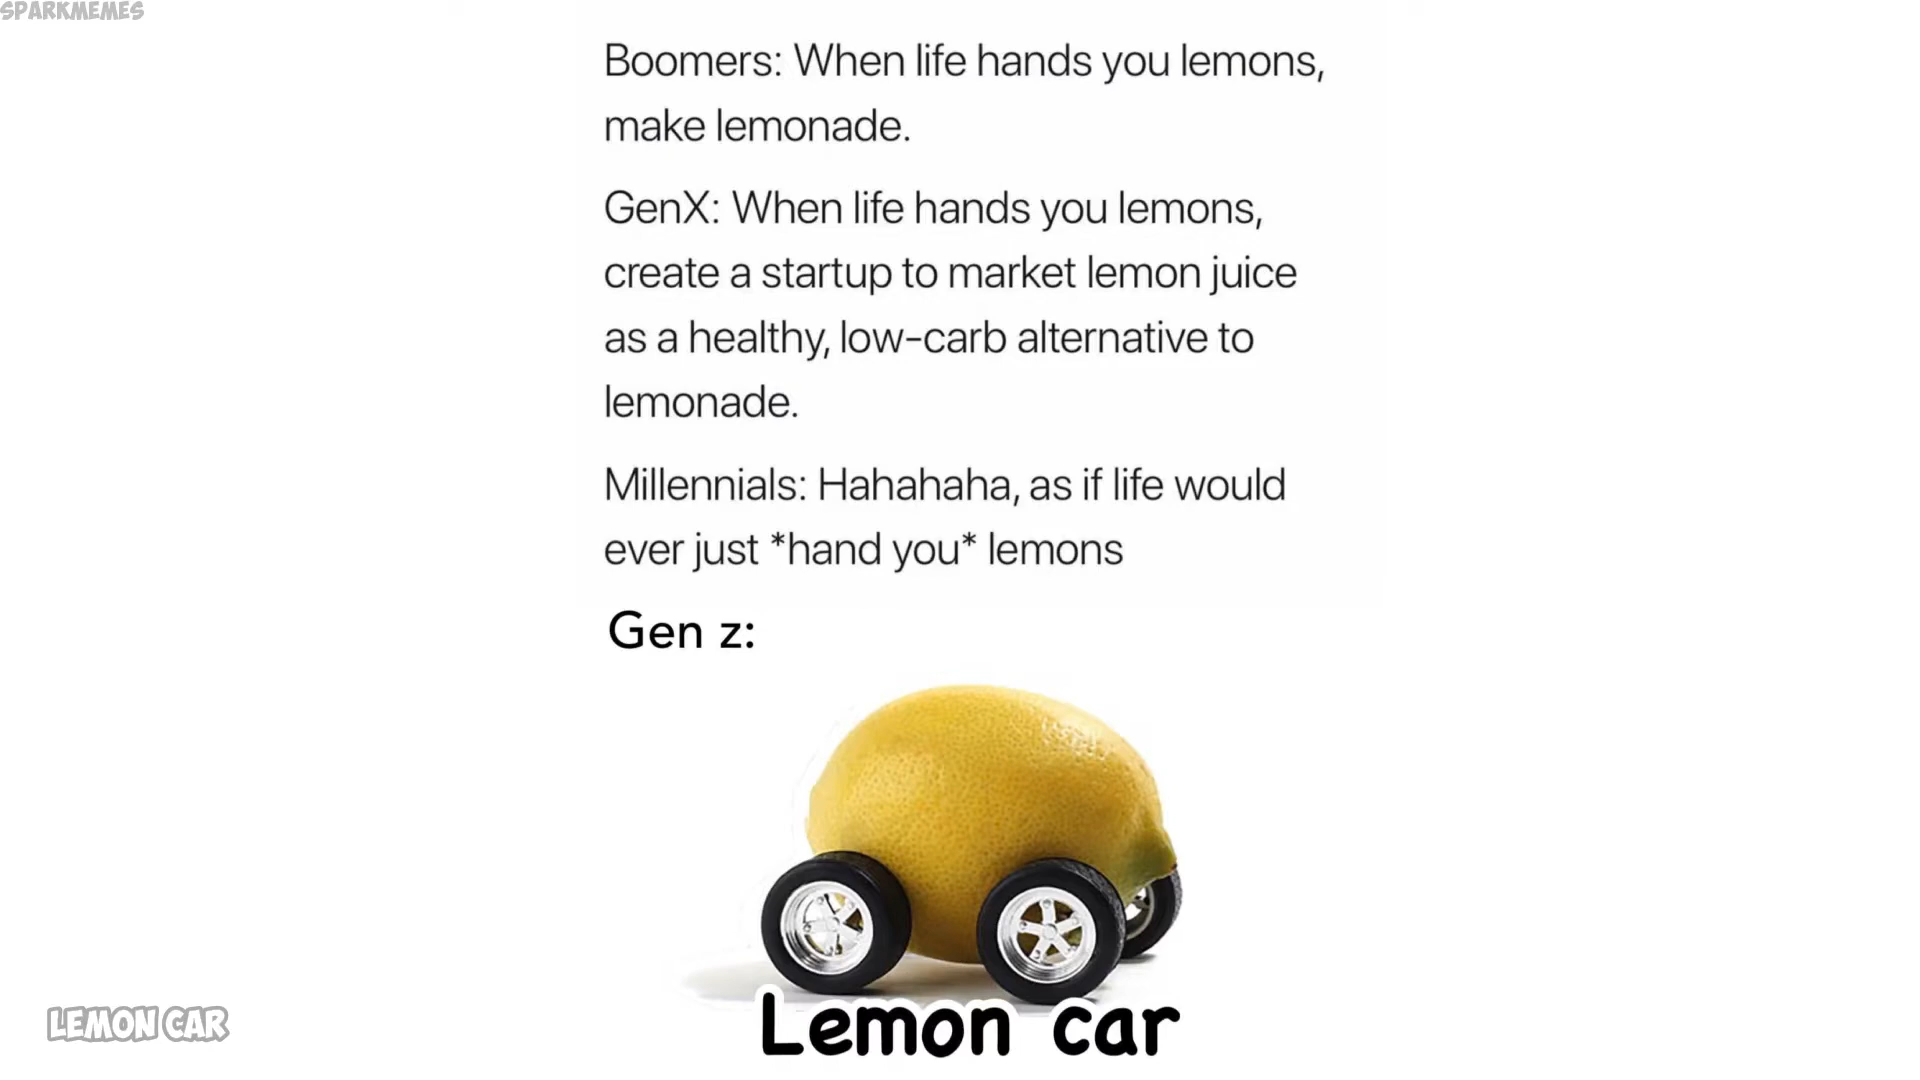 SPARKMEMES
Boomers: When life hands you lemons,
make lemonade.
GenX: When life hands you lemons,
create a startup to market lemon juice
as a healthy, low-carb alternative to
lemonade.
Millennials: Hahahaha, as if life would
ever just *hand you* lemons
Gen z:
Lemon car
LEMON CAR